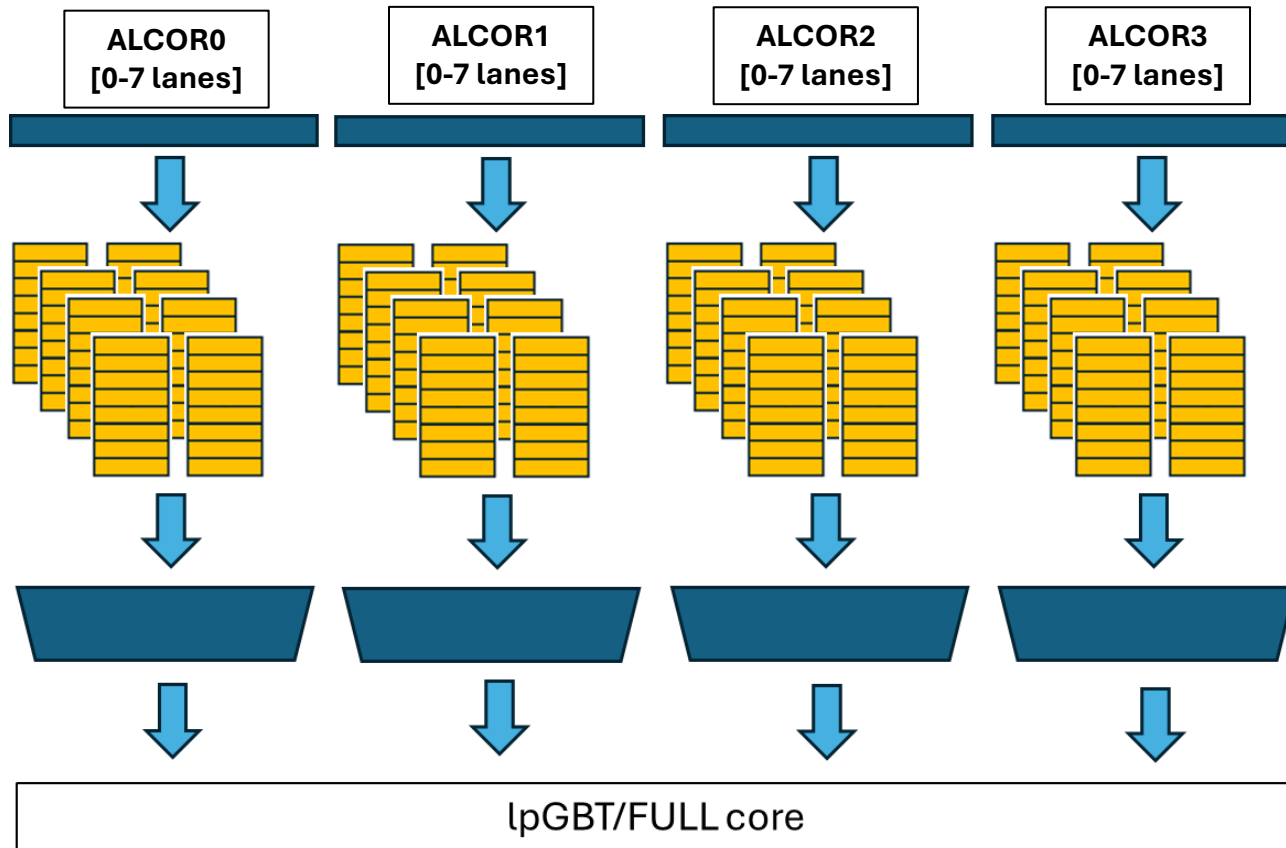 ALCOR0
[0-7 lanes]
ALCOR1
[0-7 lanes]
ALCOR2
[0-7 lanes]
ALCOR3
[0-7 lanes]
lpGBT/FULL core